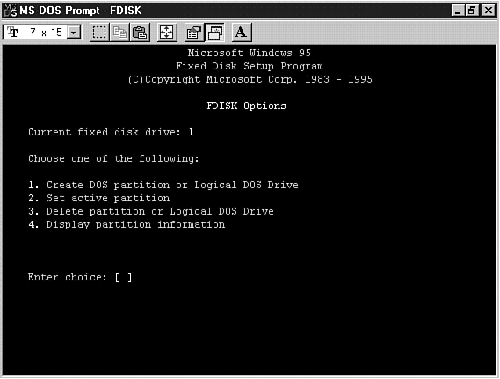 MS-DOS Prompt - FDISK
7 x 15
A
Microsoft Windows 95
Fixed Disk Setup Program
(C)Copyright Microsoft Corp. 1983 - 1995
FDISK Options
Current fixed disk drive: 1
Choose one of the following:
1. Create DOS partition or Logical DOS Drive
2. Set active partition
3. Delete partition or Logical DOS Drive
4. Display partition information
Enter choice: [ ]